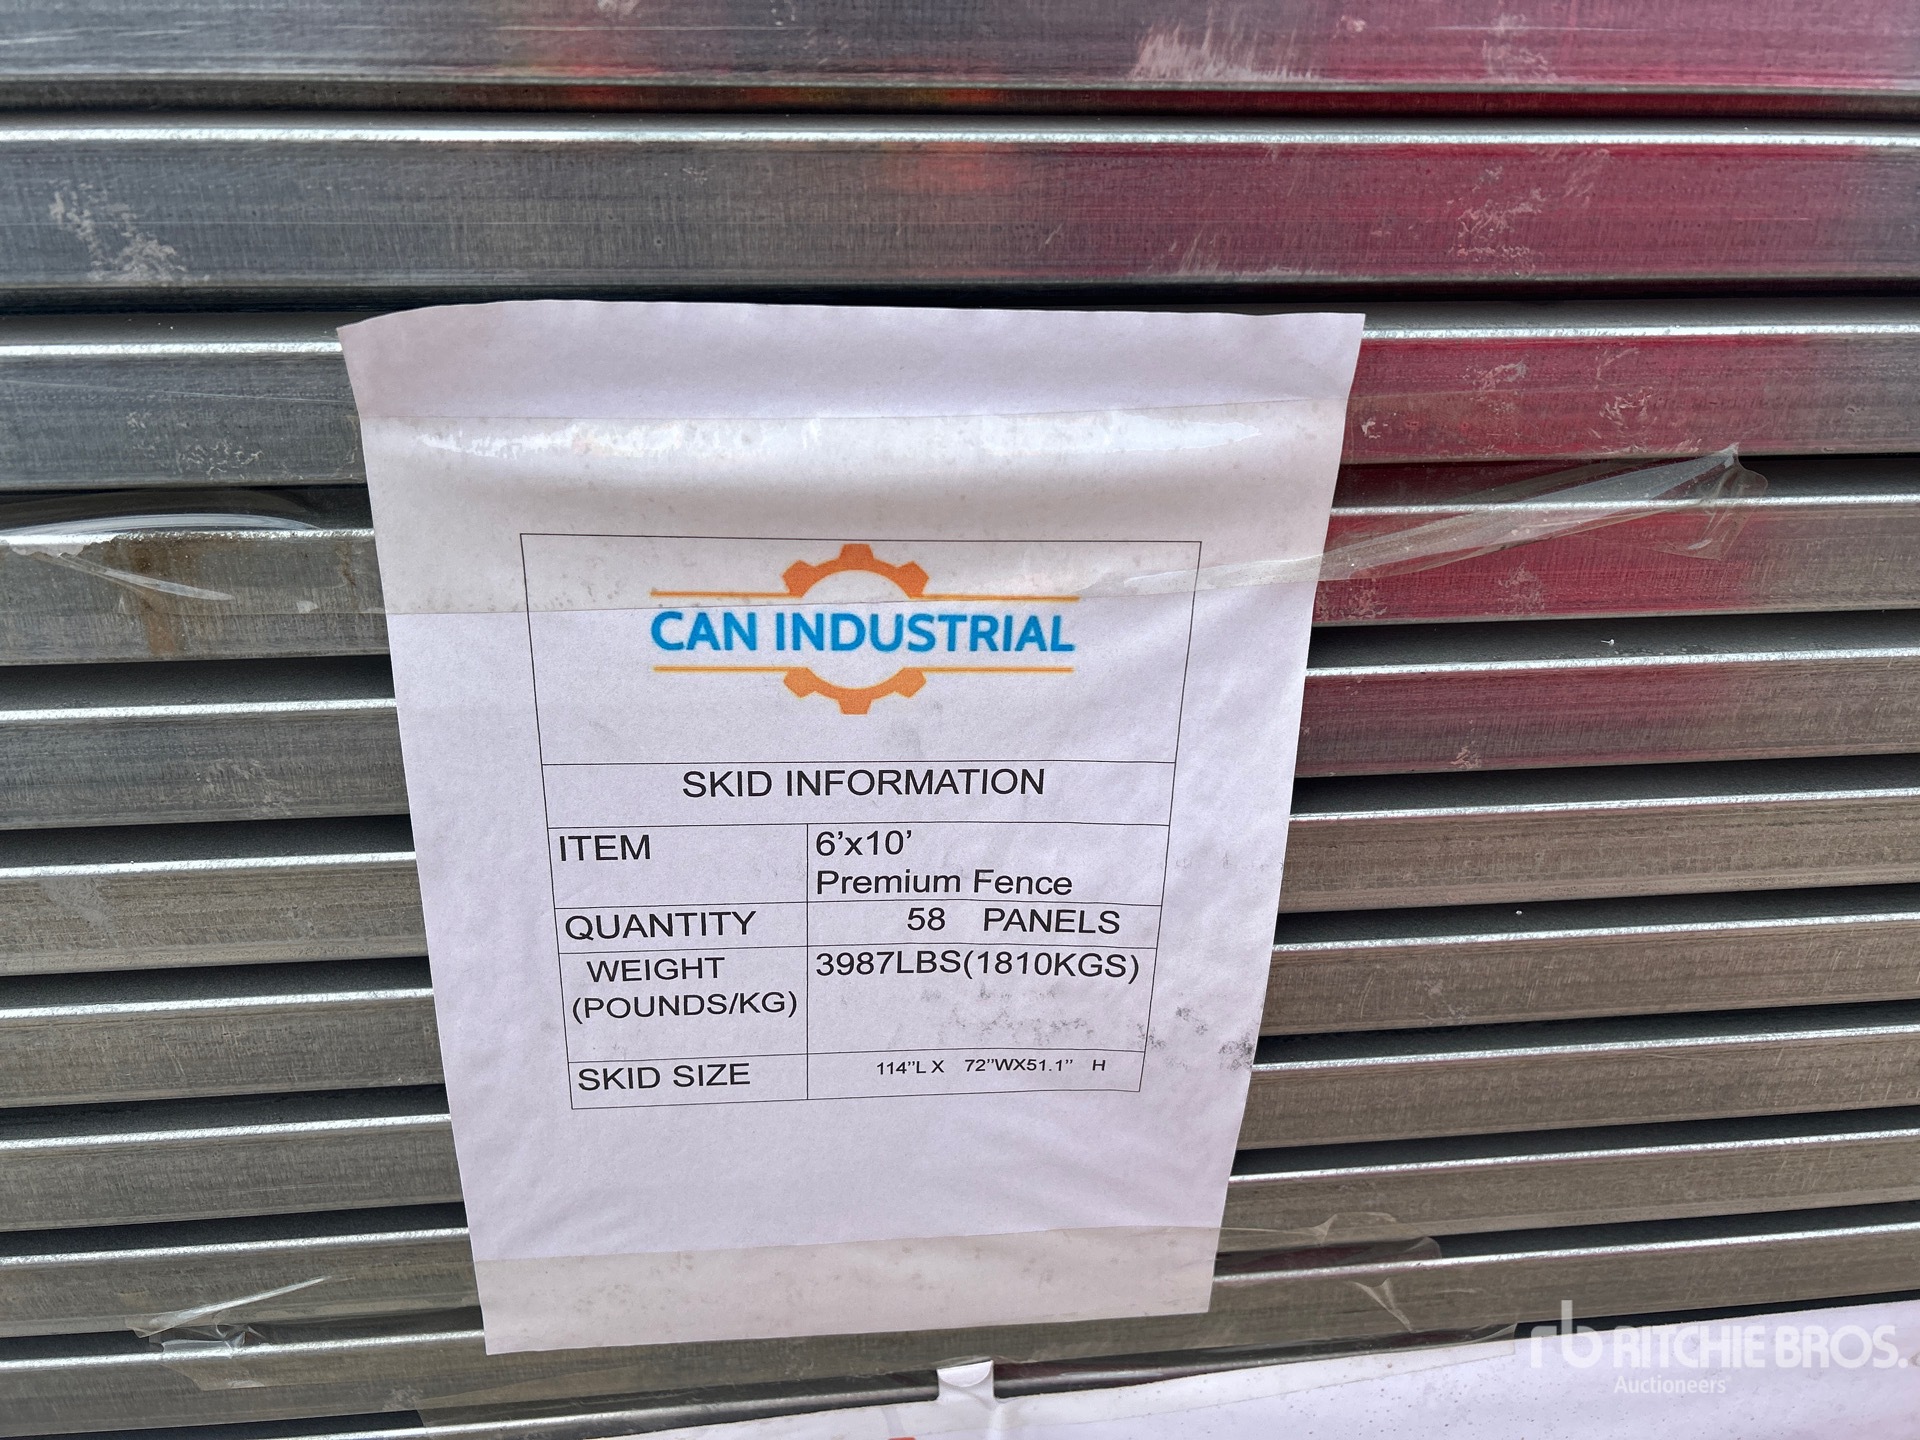 CAN INDUSTRIAL
SKID INFORMATION
ITEM 6’x10’
Premium Fence
QUANTITY 58 PANELS
WEIGHT 3987LBS(1810KGS)
(POUNDS/KG)
SKID SIZE 114”L X 72”WX51.1” H
rb RITCHIE BROS.
Auctioneers